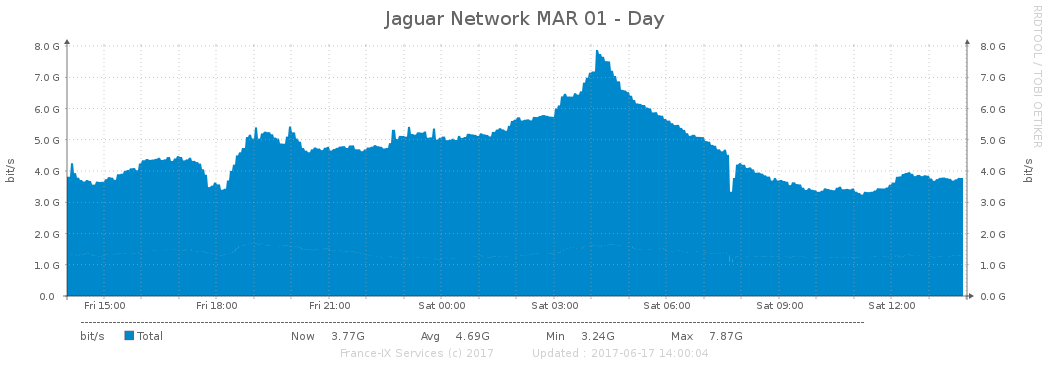 Jaguar Network MAR 01 - Day
RRDTOOL / TOBI OETIKER
8.0 G 8.0 G
7.0 G 7.0 G
6.0 G 6.0 G
5.0 G 5.0 G
4.0 G 4.0 G
3.0 G 3.0 G
2.0 G 2.0 G
1.0 G 1.0 G
0.0 0.0 G
bit/s
bit/s
Fri 15:00 Fri 18:00 Fri 21:00 Sat 00:00 Sat 03:00 Sat 06:00 Sat 09:00 Sat 12:00
bit/s Total Now 3.77G Avg 4.69G Min 3.24G Max 7.87G
France-IX Services (c) 2017 Updated : 2017-06-17 14:00:04